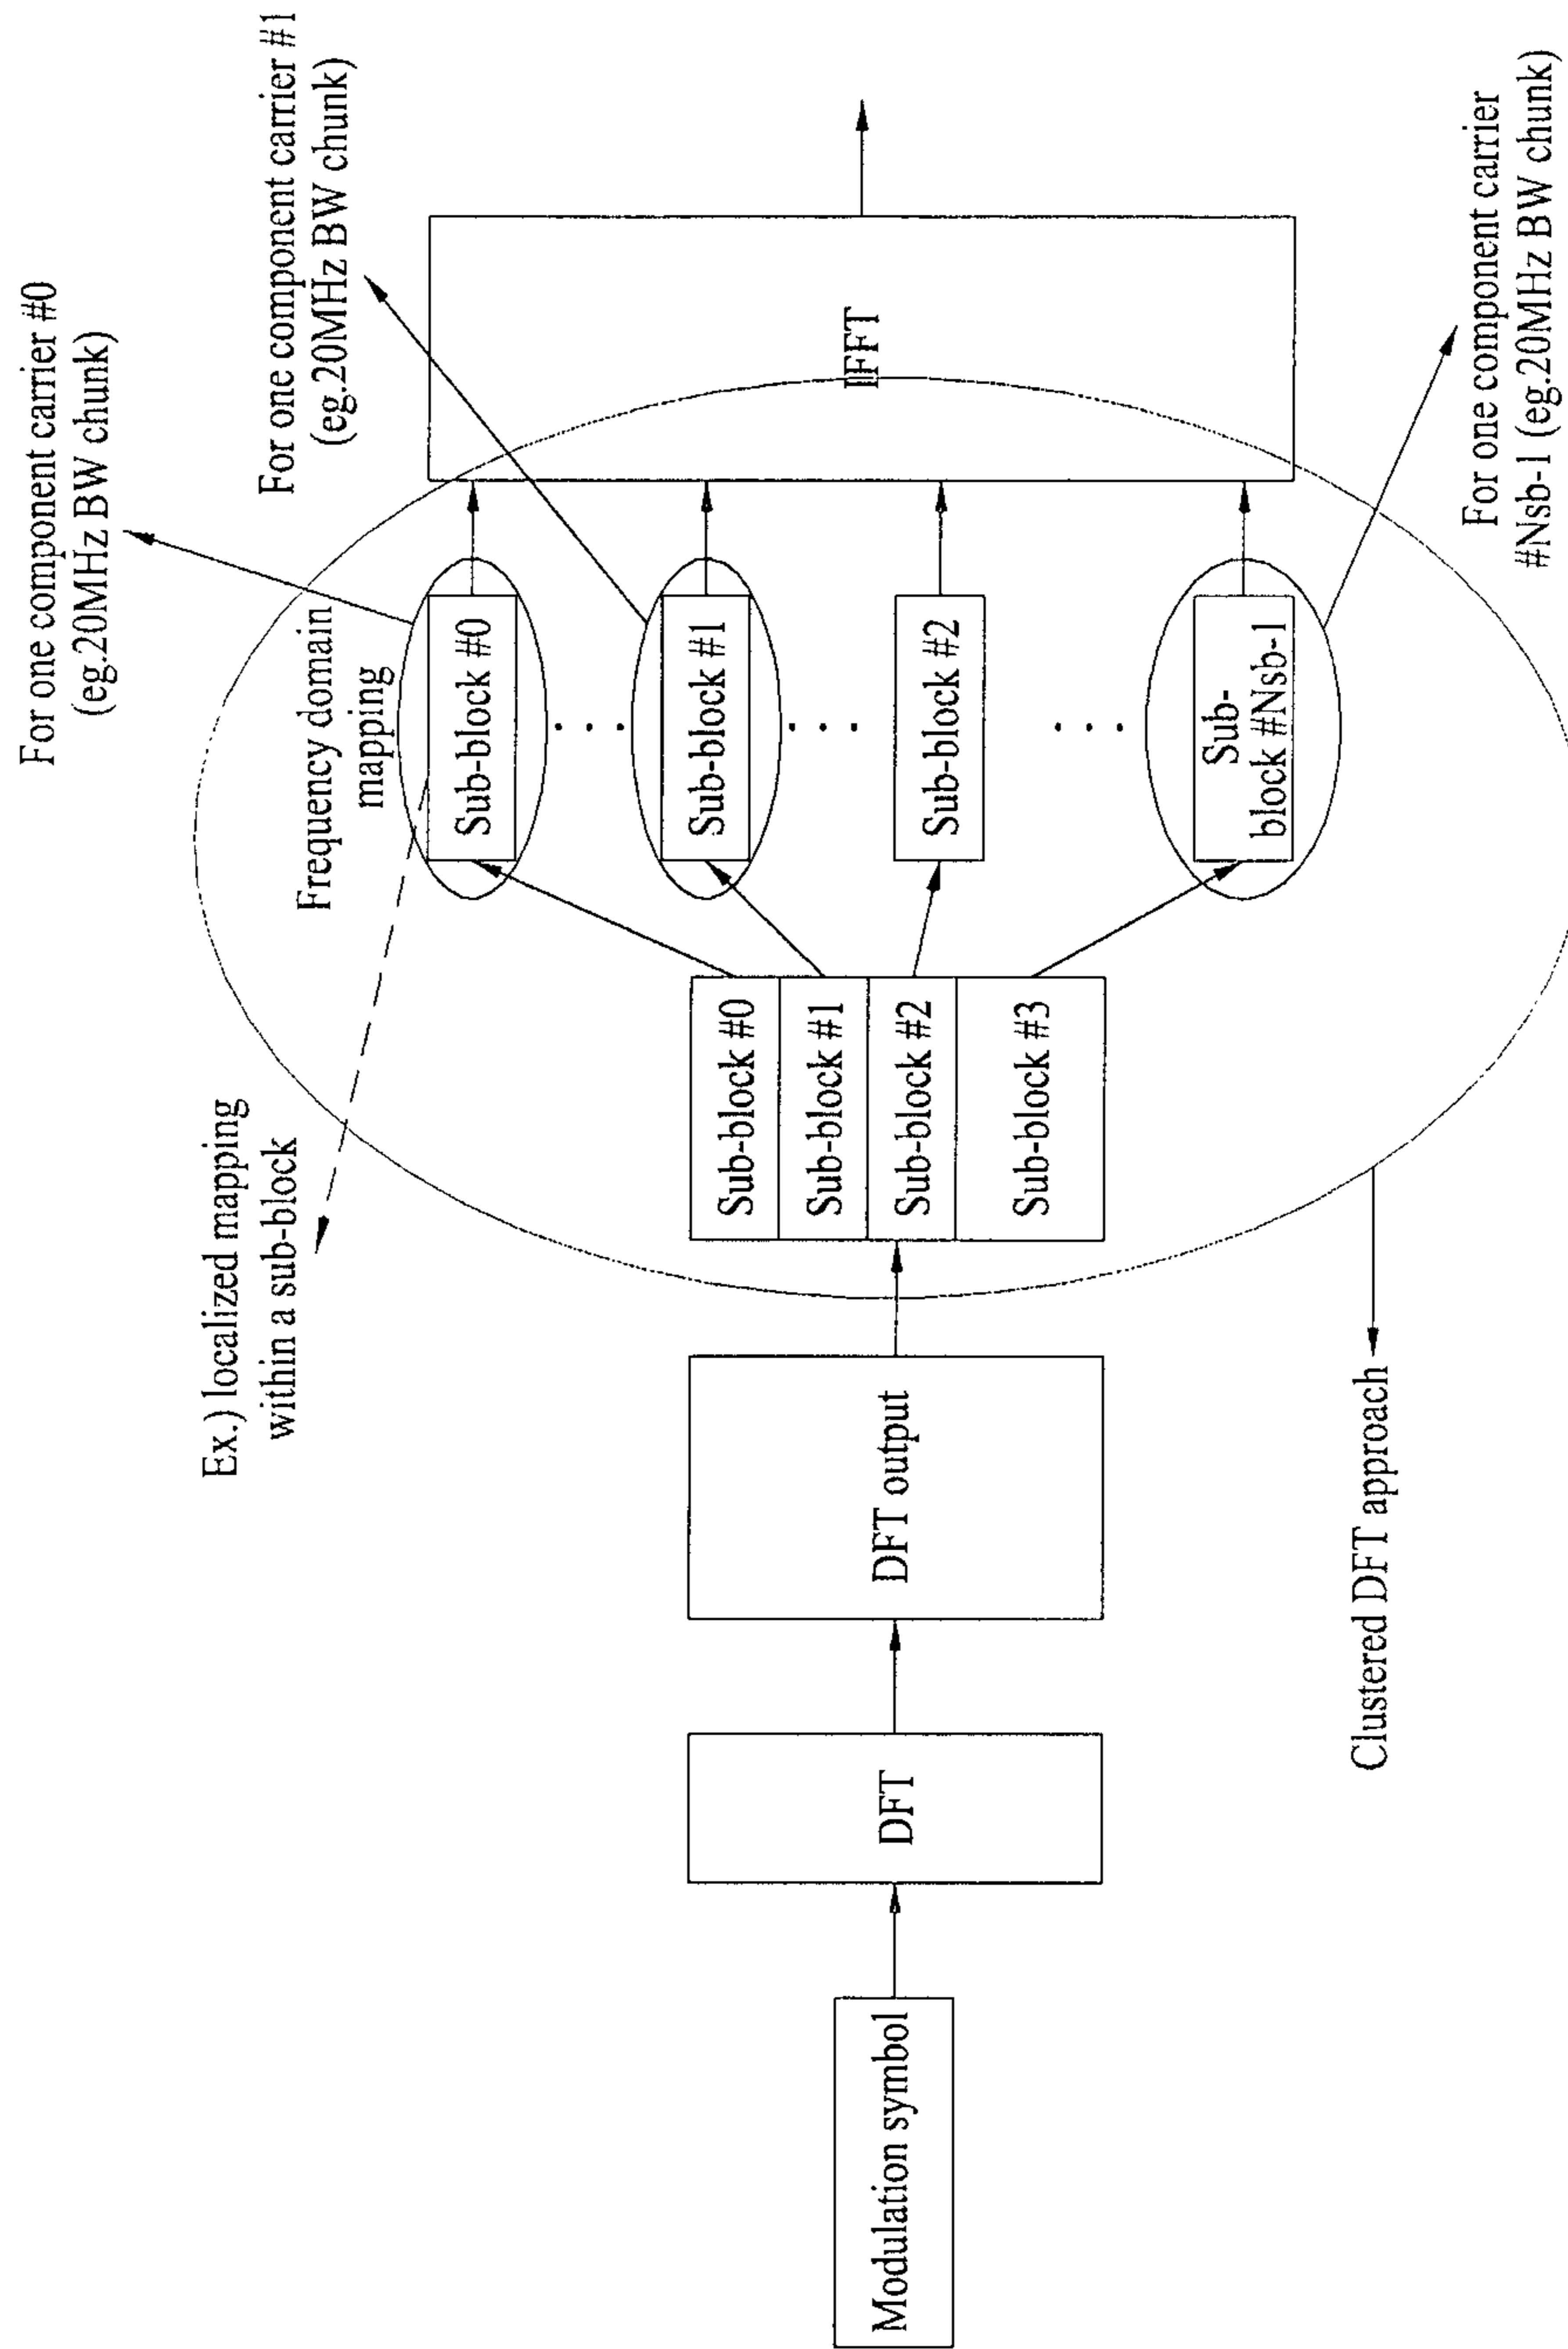 For one component carrier #0
(eg.20MHz BW chunk)
For one component carrier #1
(eg.20MHz BW chunk)
Ex.) localized mapping
within a sub-block
Frequency domain
mapping
Modulation symbol
DFT
DFT output
Sub-block #0
Sub-block #1
Sub-block #2
Sub-block #3
Sub-block #0
Sub-block #1
Sub-block #2
Sub-
block #Nsb-1
IFFT
Clustered DFT approach
For one component carrier
#Nsb-1 (eg.20MHz BW chunk)